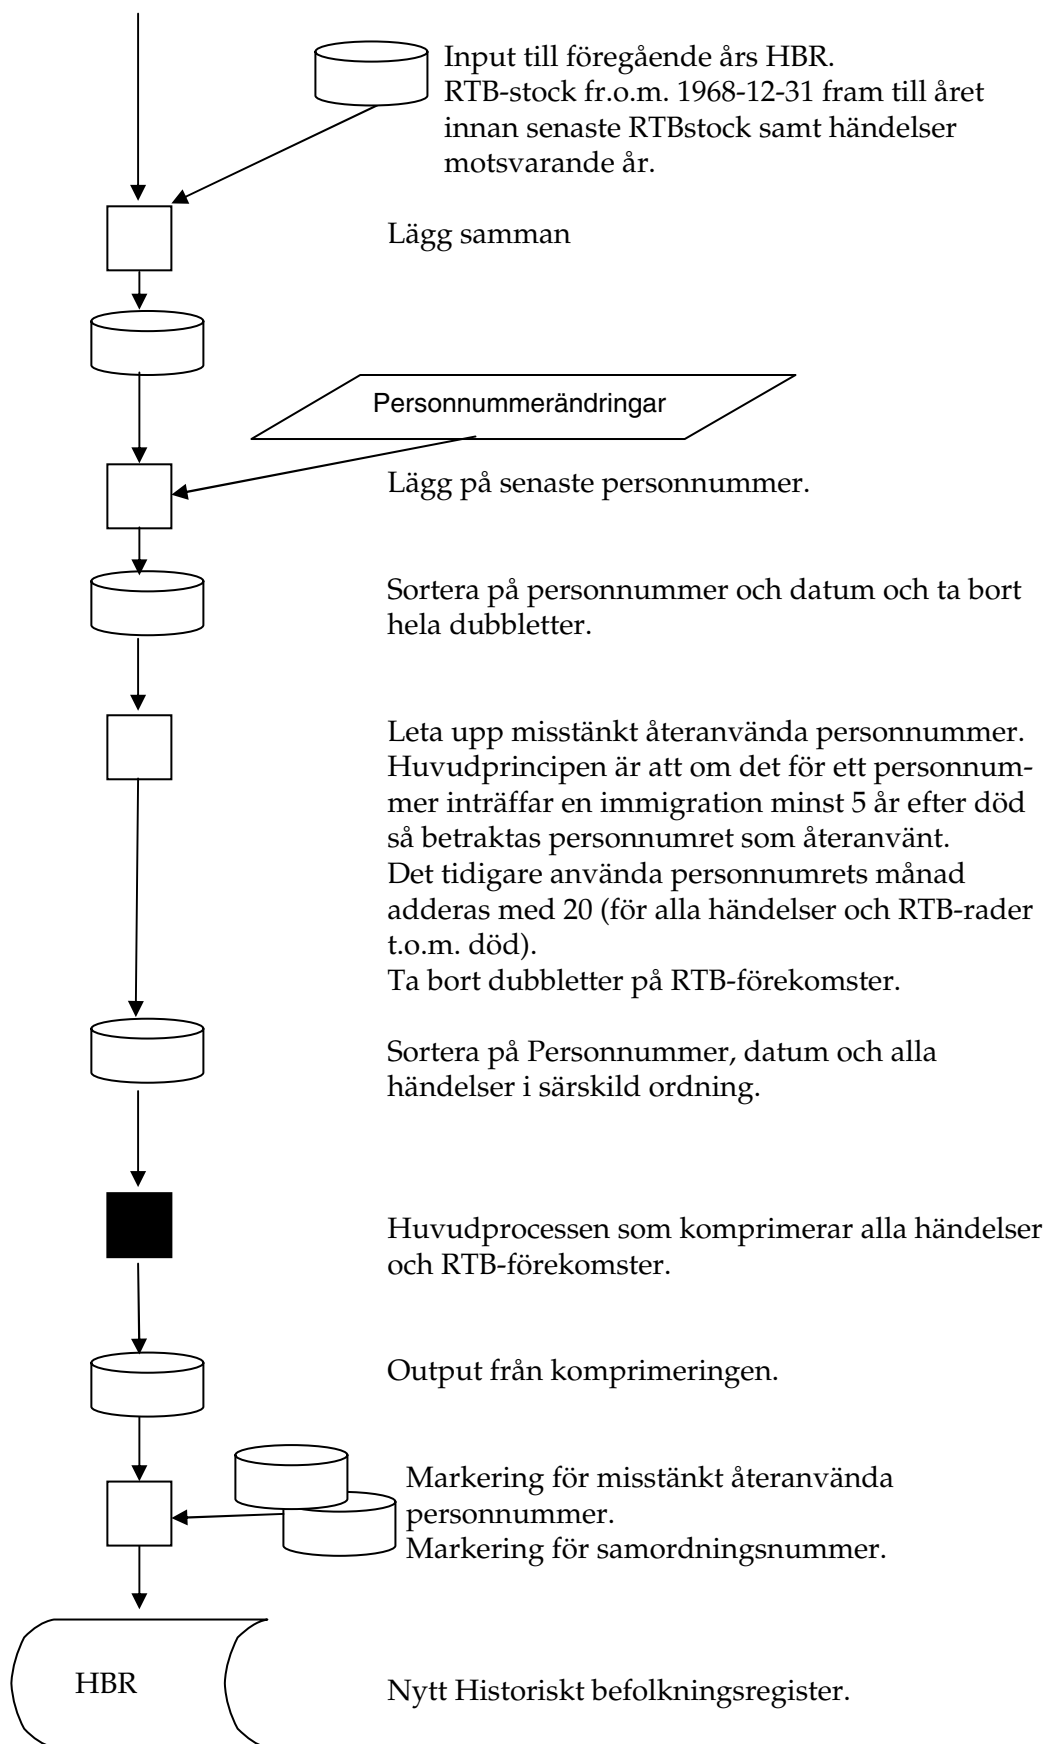 Input till föregående års HBR.
RTB-stock fr.o.m. 1968-12-31 fram till året
innan senaste RTBstock samt händelser
motsvarande år.
Lägg samman
Personnummerändringar
Lägg på senaste personnummer.
Sortera på personnummer och datum och ta bort
hela dubbletter.
Leta upp misstänkt återanvända personnummer.
Huvudprincipen är att om det för ett personnum-
mer inträffar en immigration minst 5 år efter död
så betraktas personnumret som återanvänt.
Det tidigare använda personnumrets månad
adderas med 20 (för alla händelser och RTB-rader
t.o.m. död).
Ta bort dubbletter på RTB-förekomster.
Sortera på Personnummer, datum och alla
händelser i särskild ordning.
Huvudprocessen som komprimerar alla händelser
och RTB-förekomster.
Output från komprimeringen.
Markering för misstänkt återanvända
personnummer.
Markering för samordningsnummer.
HBR
Nytt Historiskt befolkningsregister.